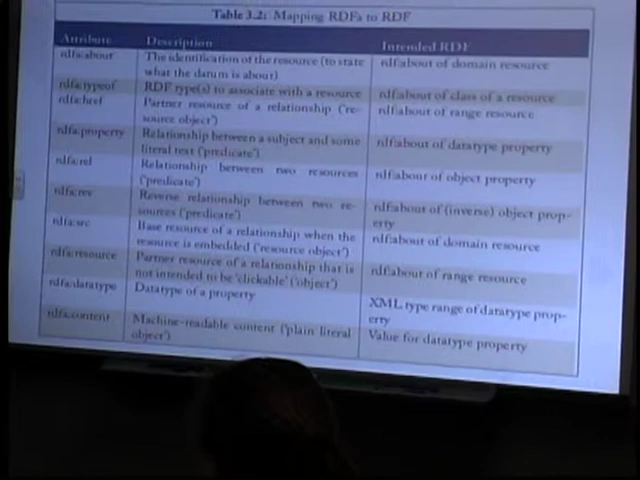 Table 3.2: Mapping RDFa to RDF
Attribute Description Intended RDF
rdfa:about The identification of the resource (to state rdf:about of domain resource
what the datum is about)
rdfa:typeof RDF type(s) to associate with a resource rdf:about of class of a resource
rdfa:href Partner resource of a relationship ('re- rdf:about of range resource
source object')
rdfa:property Relationship between a subject and some rdf:about of datatype property
literal text ('predicate')
rdfa:rel Relationship between two resources rdf:about of object property
('predicate')
rdfa:rev Reverse relationship between two re- rdf:about of (inverse) object prop-
sources ('predicate') erty
rdfa:src Base resource of a relationship when the rdf:about of domain resource
resource is embedded ('resource object')
rdfa:resource Partner resource of a relationship that is rdf:about of range resource
not intended to be 'clickable' ('object')
rdfa:datatype Datatype of a property XML type range of datatype prop-
erty
rdfa:content Machine-readable content ('plain literal Value for datatype property
object')